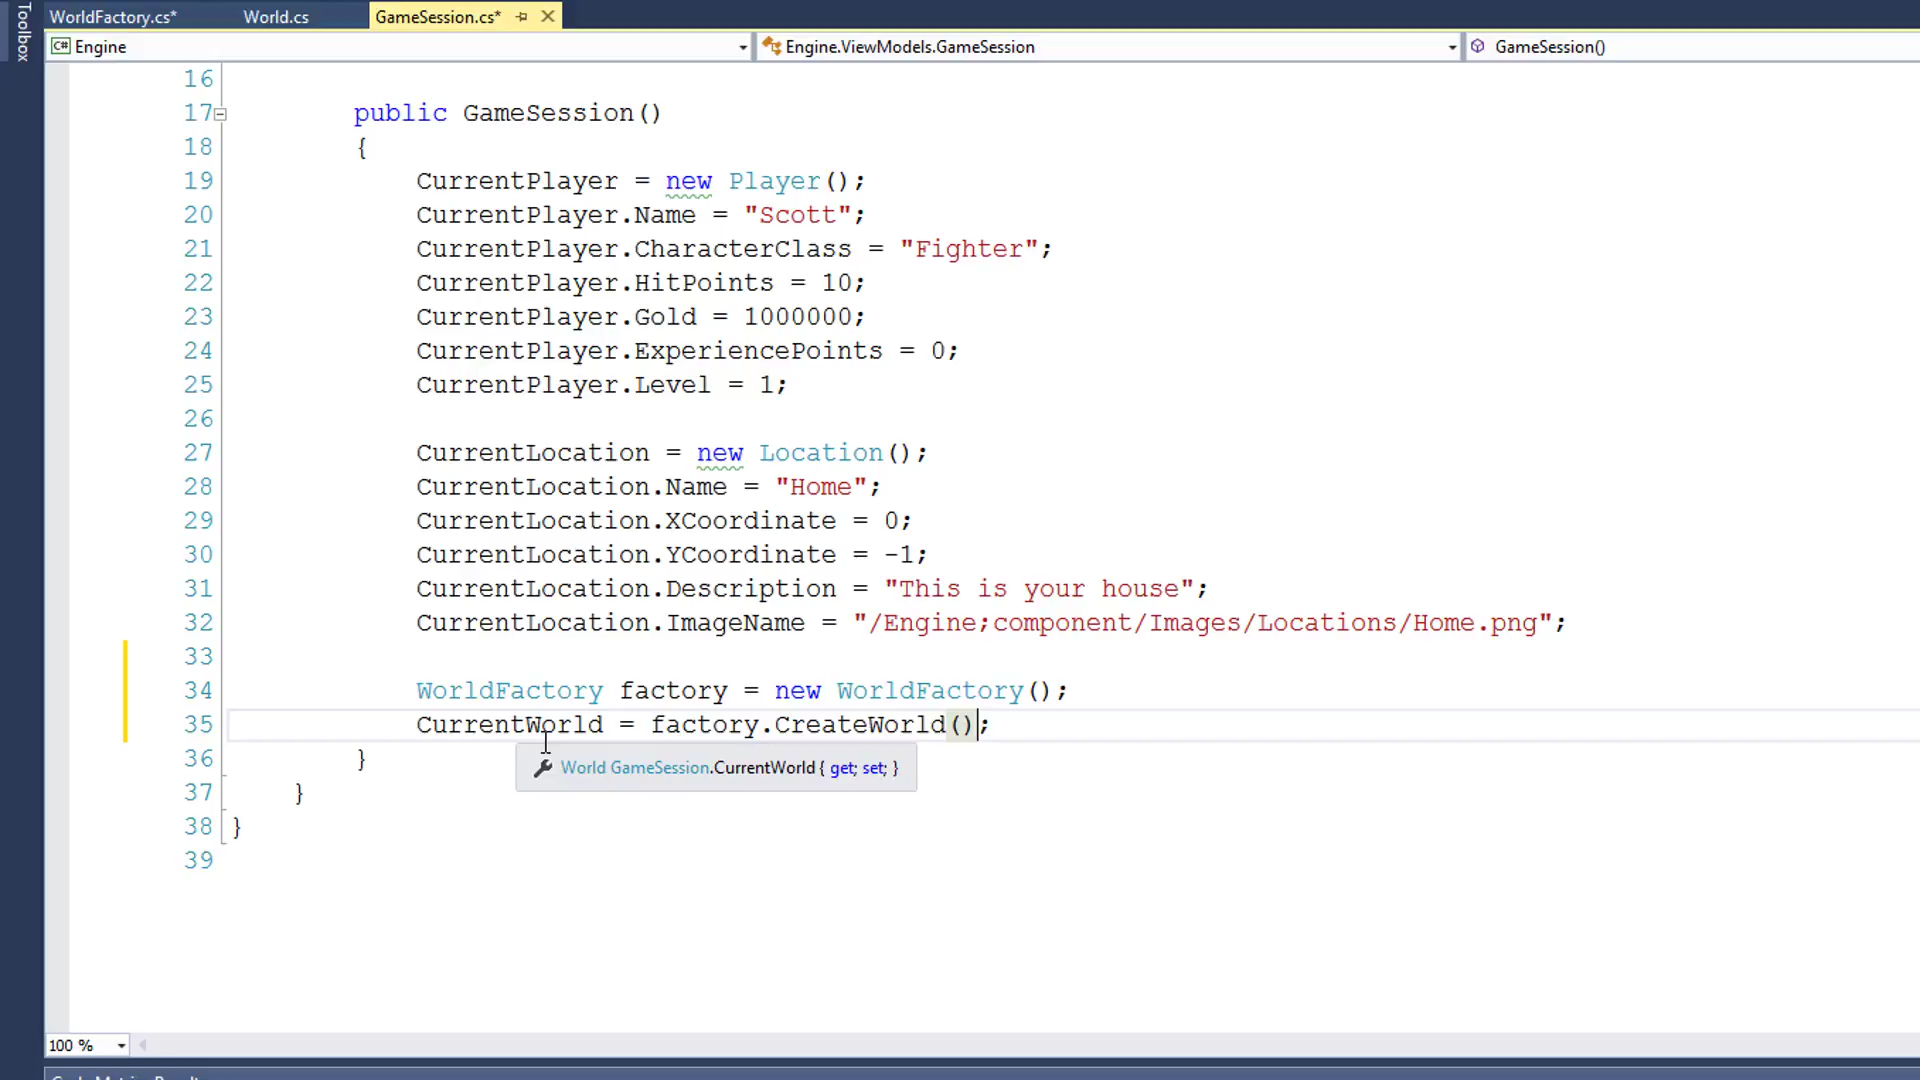 Toolbox
WorldFactory.cs*
World.cs
GameSession.cs*
C# Engine
Engine.ViewModels.GameSession
GameSession()
16
17 public GameSession()
18 {
19 CurrentPlayer = new Player();
20 CurrentPlayer.Name = "Scott";
21 CurrentPlayer.CharacterClass = "Fighter";
22 CurrentPlayer.HitPoints = 10;
23 CurrentPlayer.Gold = 1000000;
24 CurrentPlayer.ExperiencePoints = 0;
25 CurrentPlayer.Level = 1;
26
27 CurrentLocation = new Location();
28 CurrentLocation.Name = "Home";
29 CurrentLocation.XCoordinate = 0;
30 CurrentLocation.YCoordinate = -1;
31 CurrentLocation.Description = "This is your house";
32 CurrentLocation.ImageName = "/Engine;component/Images/Locations/Home.png";
33
34 WorldFactory factory = new WorldFactory();
35 CurrentWorld = factory.CreateWorld();
36 }
World GameSession.CurrentWorld { get; set; }
37 }
38 }
39
100 %